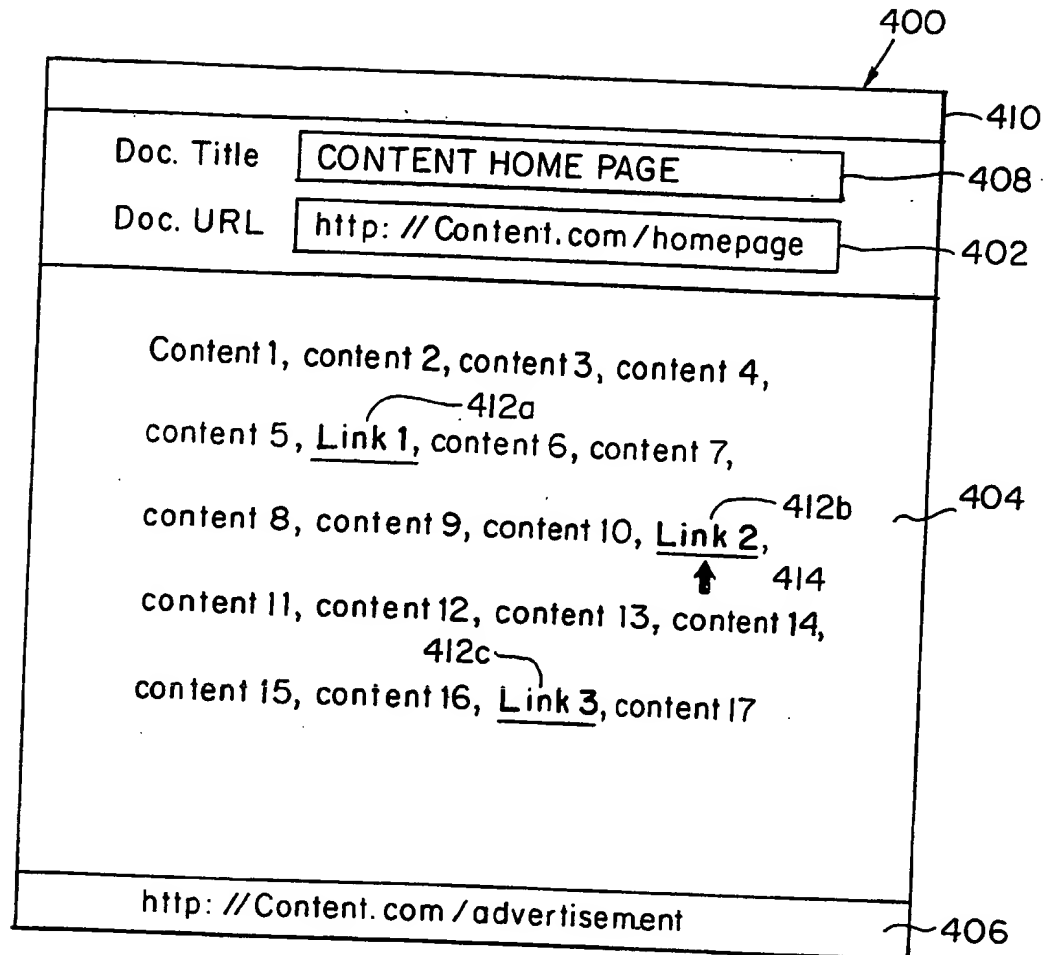 400
410
Doc. Title CONTENT HOME PAGE
408
Doc. URL http: //Content.com/homepage
402
Content 1, content 2, content 3, content 4,
412a
content 5, Link 1, content 6, content 7,
412b
404
content 8, content 9, content 10, Link 2,
414
content 11, content 12, content 13, content 14,
412c
content 15, content 16, Link 3, content 17
http: //Content.com/advertisement
406